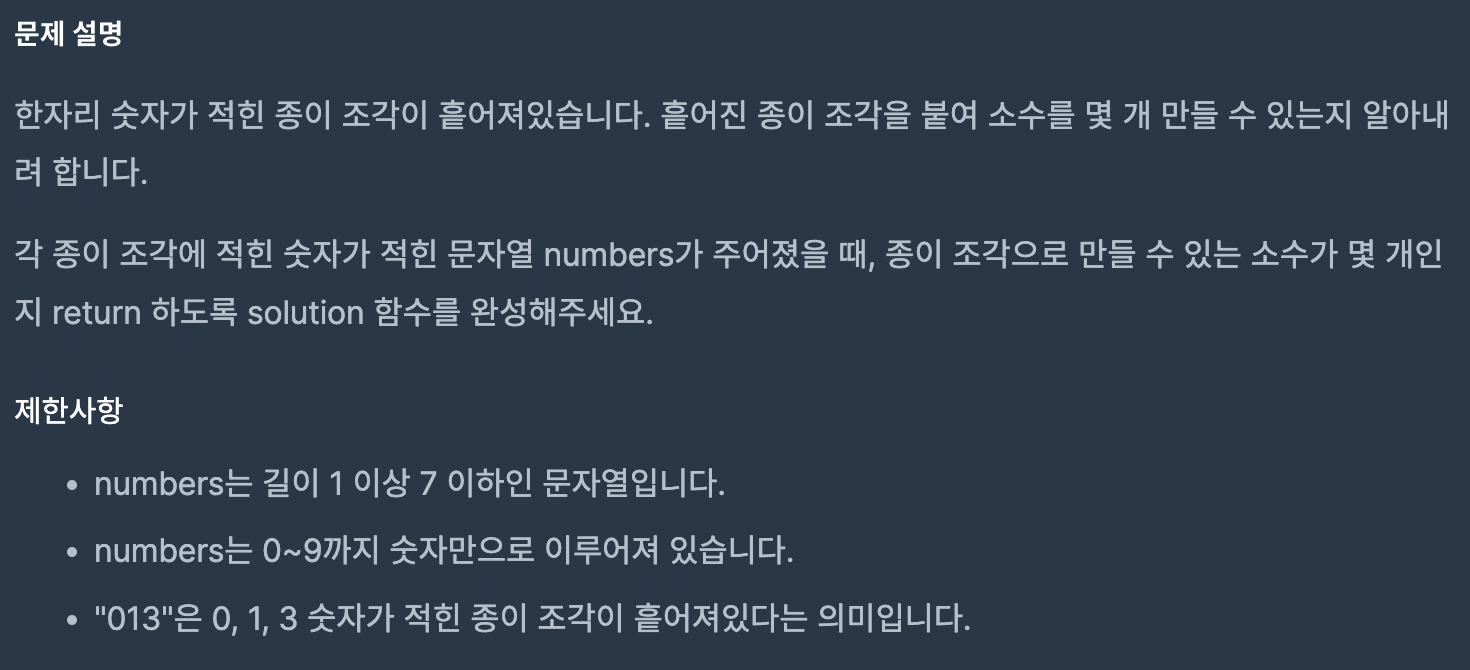 문제 설명
한자리 숫자가 적힌 종이 조각이 흩어져있습니다. 흩어진 종이 조각을 붙여 소수를 몇 개 만들 수 있는지 알아내
려 합니다.
각 종이 조각에 적힌 숫자가 적힌 문자열 numbers가 주어졌을 때, 종이 조각으로 만들 수 있는 소수가 몇 개인
지 return 하도록 solution 함수를 완성해주세요.
제한사항
• numbers는 길이 1 이상 7 이하인 문자열입니다.
• numbers는 0~9까지 숫자만으로 이루어져 있습니다.
• "013"은 0, 1, 3 숫자가 적힌 종이 조각이 흩어져있다는 의미입니다.